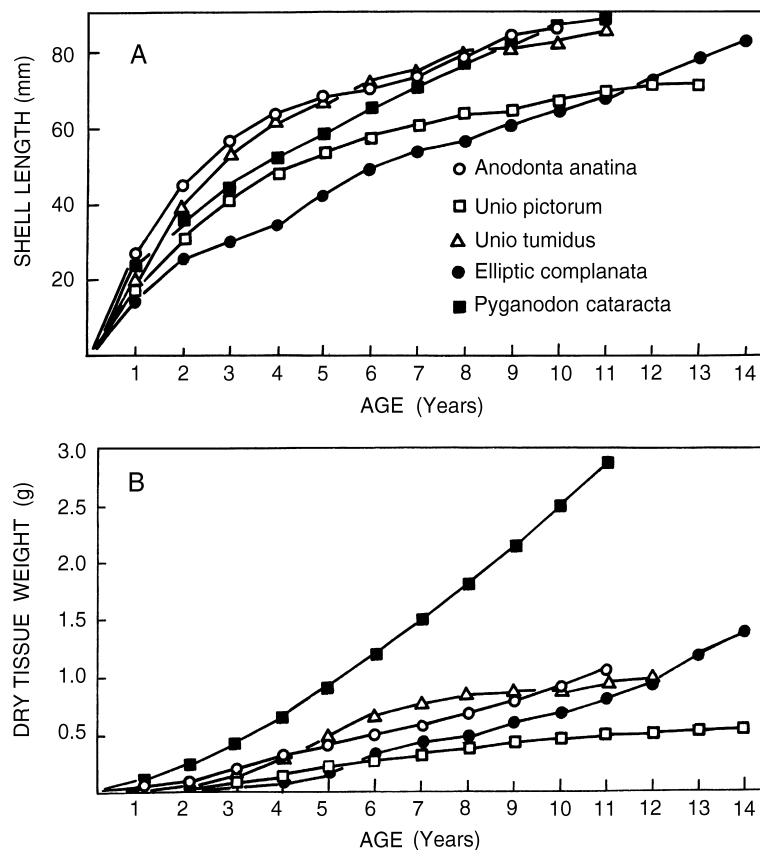 A
SHELL LENGTH (mm)
80
60
40
20
Anodonta anatina
Unio pictorum
Unio tumidus
Elliptic complanata
Pyganodon cataracta
1 2 3 4 5 6 7 8 9 10 11 12 13 14
AGE (Years)
B
DRY TISSUE WEIGHT (g)
3.0
2.5
2.0
1.5
1.0
0.5
1 2 3 4 5 6 7 8 9 10 11 12 13 14
AGE (Years)